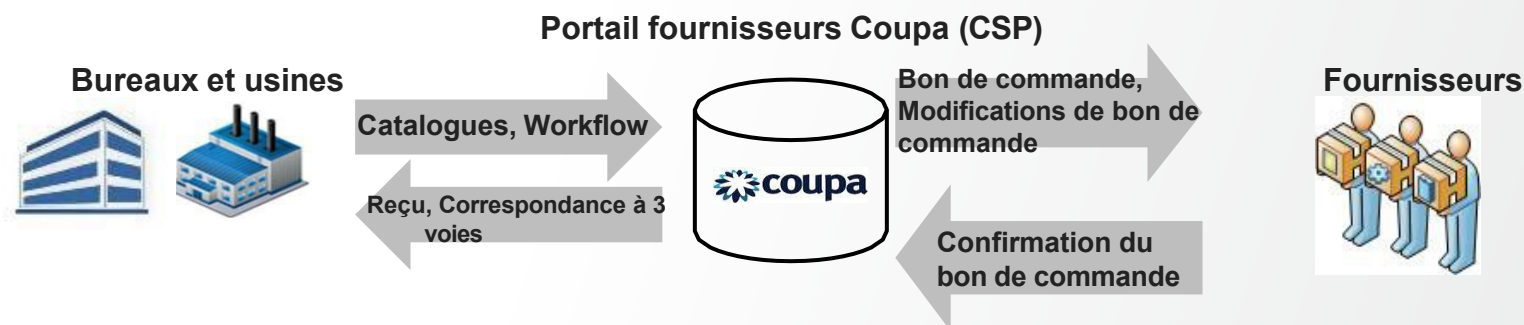 Portail fournisseurs Coupa (CSP)
Bureaux et usines
Catalogues, Workflow
Reçu, Correspondance à 3
voies
coupa
Bon de commande,
Modifications de bon de
commande
Confirmation du
bon de commande
Fournisseurs